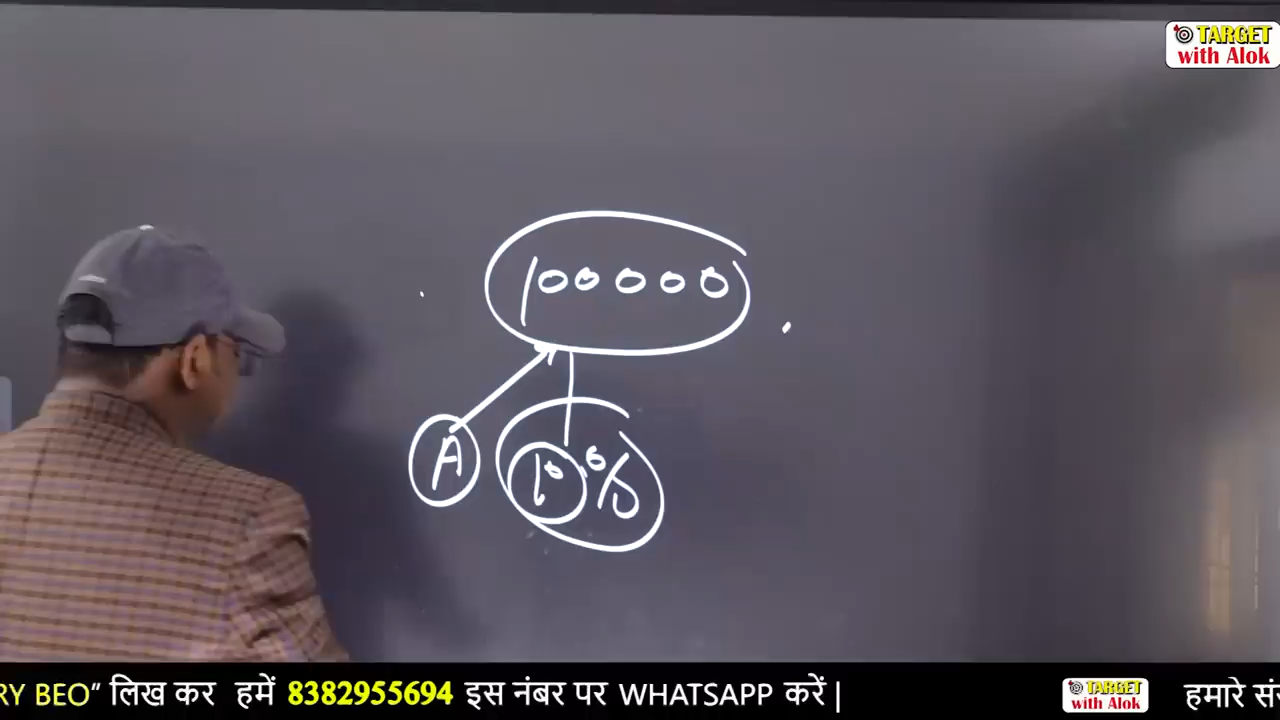 TARGET
with Alok
100000
A 10%
RY BEO" लिख कर हमें 8382955694 इस नंबर पर WHATSAPP करें |
TARGET
with Alok
हमारे सं